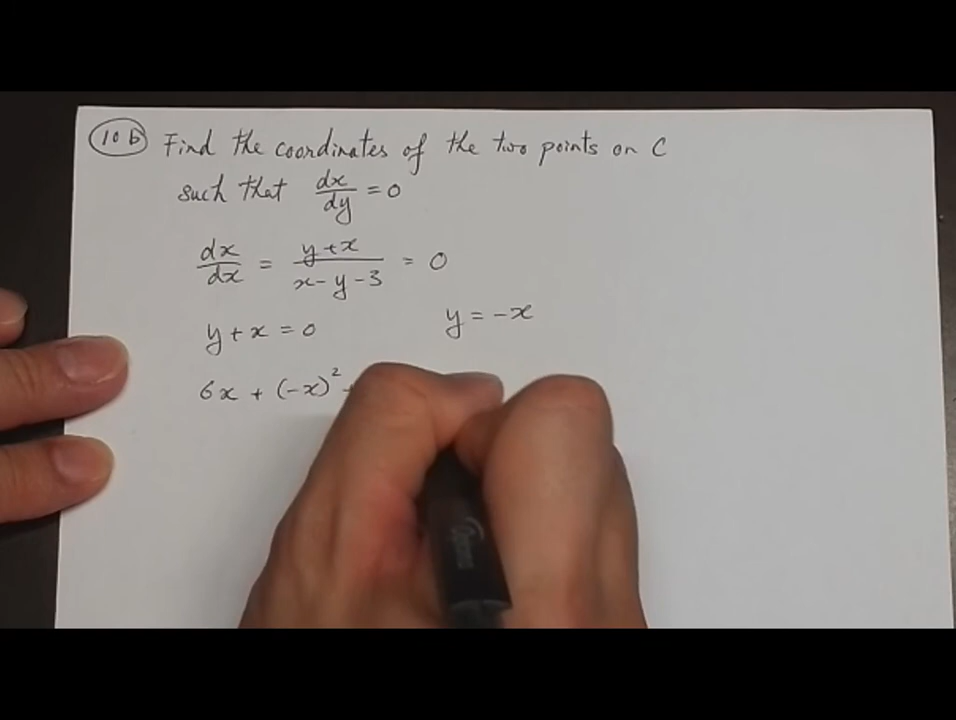 10 b Find the coordinates of the two points on C
such that dx/dy = 0
dx/dx = y+x/x-y-3 = 0
y + x = 0 y = -x
6x + (-x)² +